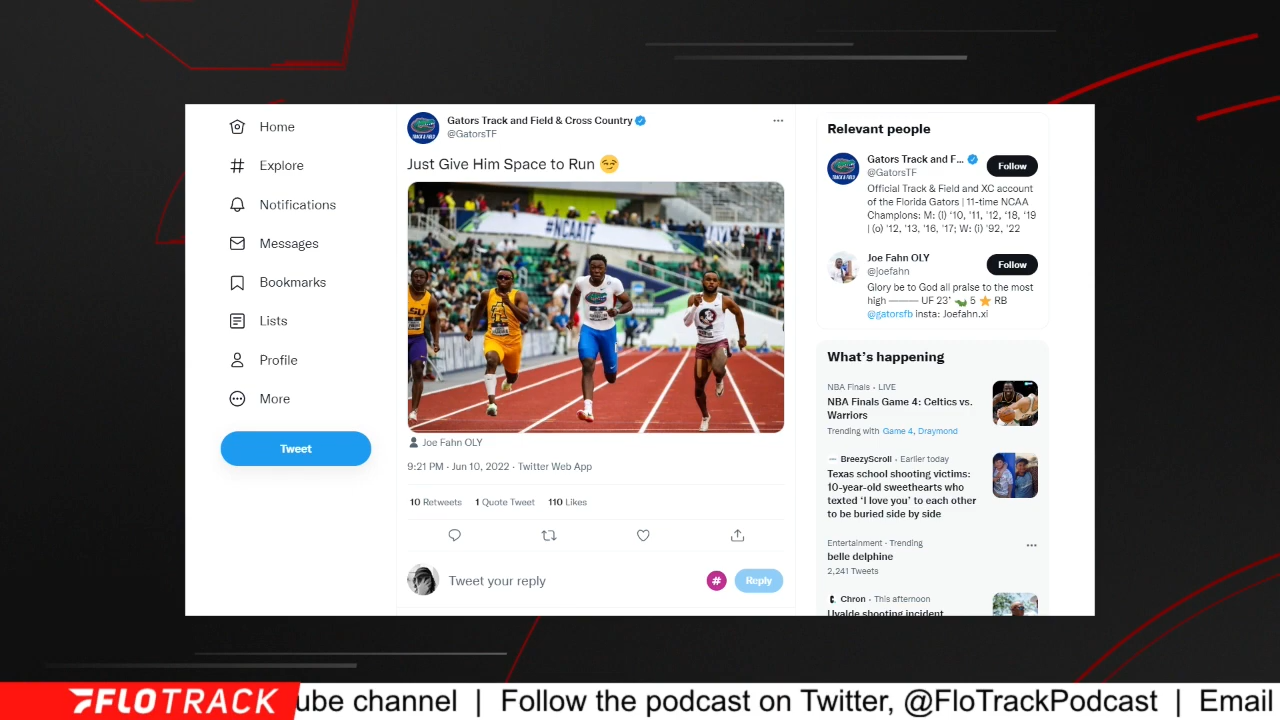 Home
Explore
Notifications
Messages
Bookmarks
Lists
Profile
More
Tweet
Gators Track and Field & Cross Country
@GatorsTF
Just Give Him Space to Run 😏
#NCAATF
Joe Fahn OLY
9:21 PM · Jun 10, 2022 · Twitter Web App
10 Retweets 1 Quote Tweet 110 Likes
Tweet your reply
#
Reply
Relevant people
Gators Track and F...
@GatorsTF
Follow
Official Track & Field and XC account
of the Florida Gators | 11-time NCAA
Champions: M: (I) '10, '11, '12, '18, '19
| (o) '12, '13, '16, '17; W: (i) '92, '22
Joe Fahn OLY
@joefahn
Follow
Glory be to God all praise to the most
high ——— UF 23" 🐊 5 ⭐ RB
@gatorsfb insta: Joefahn.xi
What's happening
NBA Finals · LIVE
NBA Finals Game 4: Celtics vs.
Warriors
Trending with Game 4, Draymond
BreezyScroll · Earlier today
Texas school shooting victims:
10-year-old sweethearts who
texted 'I love you' to each other
to be buried side by side
Entertainment · Trending
belle delphine
2,241 Tweets
Chron · This afternoon
Uvalde shooting incident
FLOTRACK
ube channel | Follow the podcast on Twitter, @FloTrackPodcast | Email